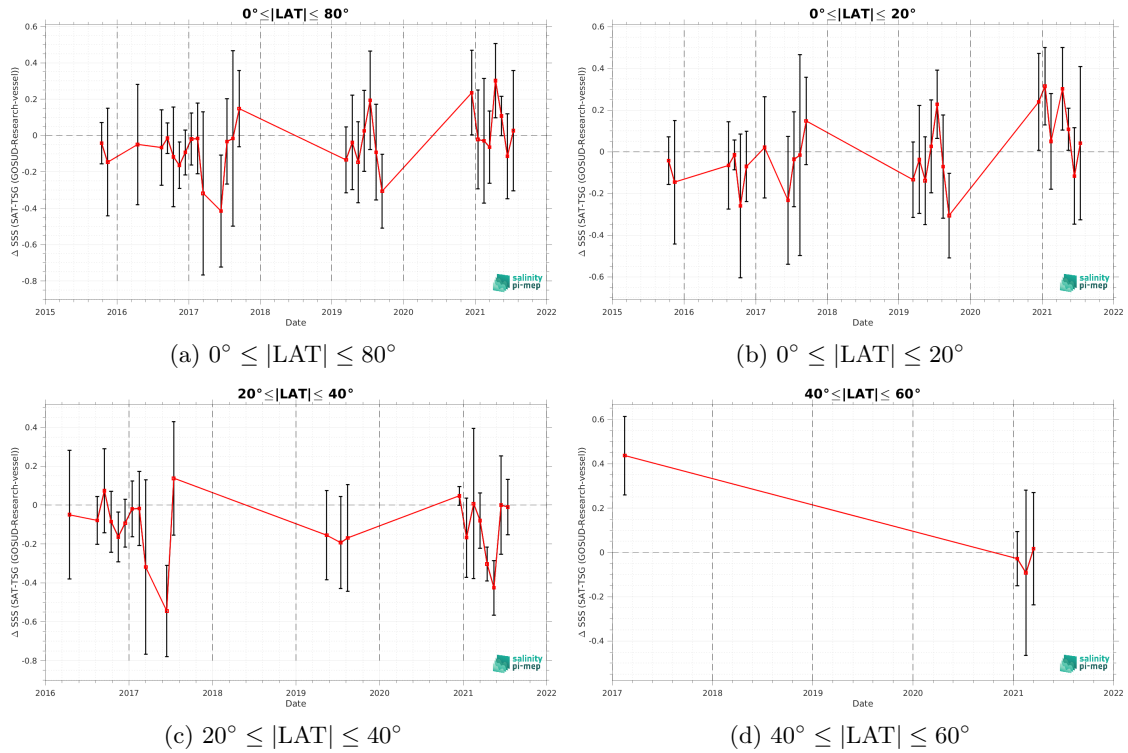 0°≤|LAT|≤ 80°
Δ SSS (SAT-TSG (GOSUD-Research-vessel))
0.6
0.4
0.2
0
-0.2
-0.4
-0.6
-0.8
2015 2016 2017 2018 2019 2020 2021 2022
Date
salinity
pi-mep
(a) 0° ≤ |LAT| ≤ 80°
0°≤|LAT|≤ 20°
Δ SSS (SAT-TSG (GOSUD-Research-vessel))
0.6
0.4
0.2
0
-0.2
-0.4
-0.6
2015 2016 2017 2018 2019 2020 2021 2022
Date
salinity
pi-mep
(b) 0° ≤ |LAT| ≤ 20°
20°≤|LAT|≤ 40°
Δ SSS (SAT-TSG (GOSUD-Research-vessel))
0.4
0.2
0
-0.2
-0.4
-0.6
-0.8
2016 2017 2018 2019 2020 2021 2022
Date
salinity
pi-mep
(c) 20° ≤ |LAT| ≤ 40°
40°≤|LAT|≤ 60°
Δ SSS (SAT-TSG (GOSUD-Research-vessel))
0.6
0.4
0.2
0
-0.2
-0.4
2017 2018 2019 2020 2021 2022
Date
salinity
pi-mep
(d) 40° ≤ |LAT| ≤ 60°